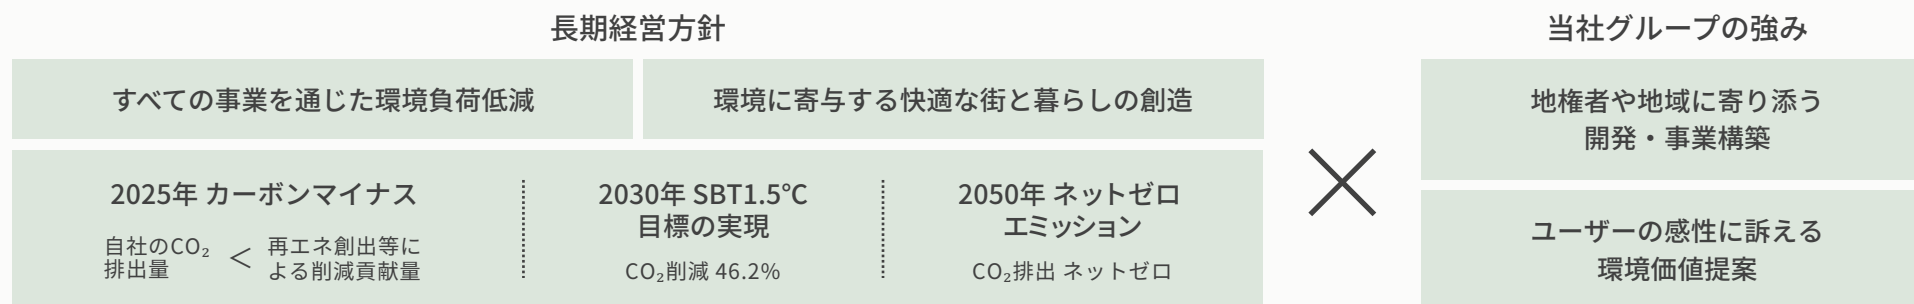 長期経営方針
すべての事業を通じた環境負荷低減
環境に寄与する快適な街と暮らしの創造
2025年 カーボンマイナス
自社のCO₂
排出量
＜
再エネ創出等に
よる削減貢献量
2030年 SBT1.5℃
目標の実現
CO₂削減 46.2%
2050年 ネットゼロ
エミッション
CO₂排出 ネットゼロ
×
当社グループの強み
地権者や地域に寄り添う
開発・事業構築
ユーザーの感性に訴える
環境価値提案